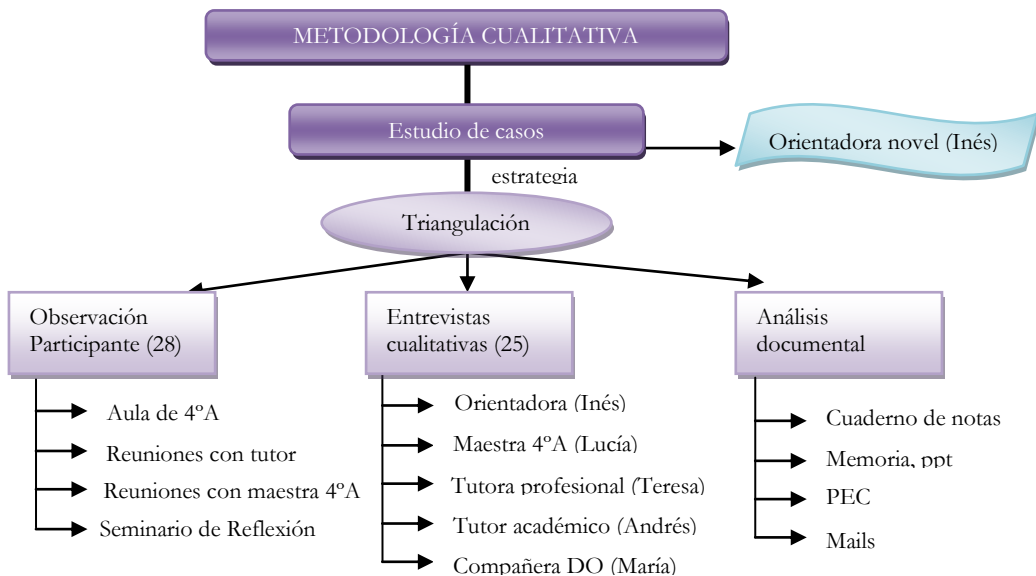 METODOLOGÍA CUALITATIVA
Estudio de casos
Orientadora novel (Inés)
estrategia
Triangulación
Observación
Participante (28)
Aula de 4ºA
Reuniones con tutor
Reuniones con maestra 4ºA
Seminario de Reflexión
Entrevistas
cualitativas (25)
Orientadora (Inés)
Maestra 4ºA (Lucía)
Tutora profesional (Teresa)
Tutor académico (Andrés)
Compañera DO (María)
Análisis
documental
Cuaderno de notas
Memoria, ppt
PEC
Mails